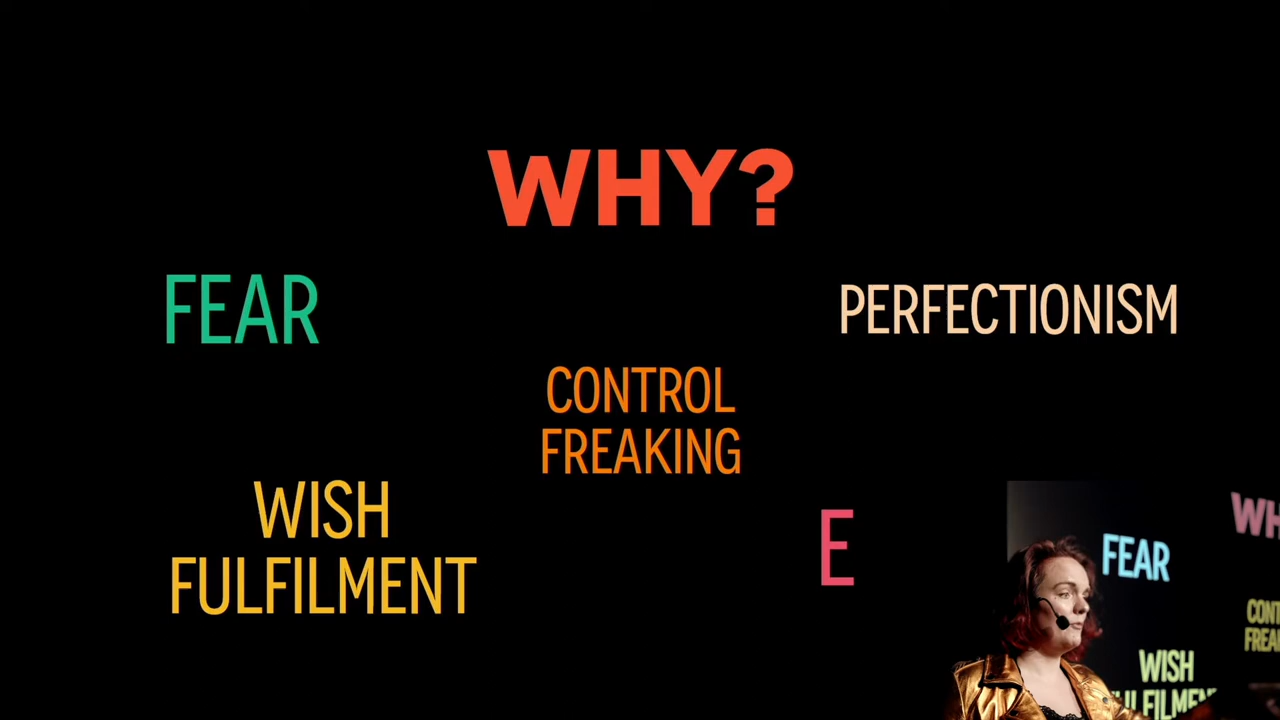 WHY?
FEAR
PERFECTIONISM
CONTROL
FREAKING
WISH
FULFILMENT
E
FEAR
WISH